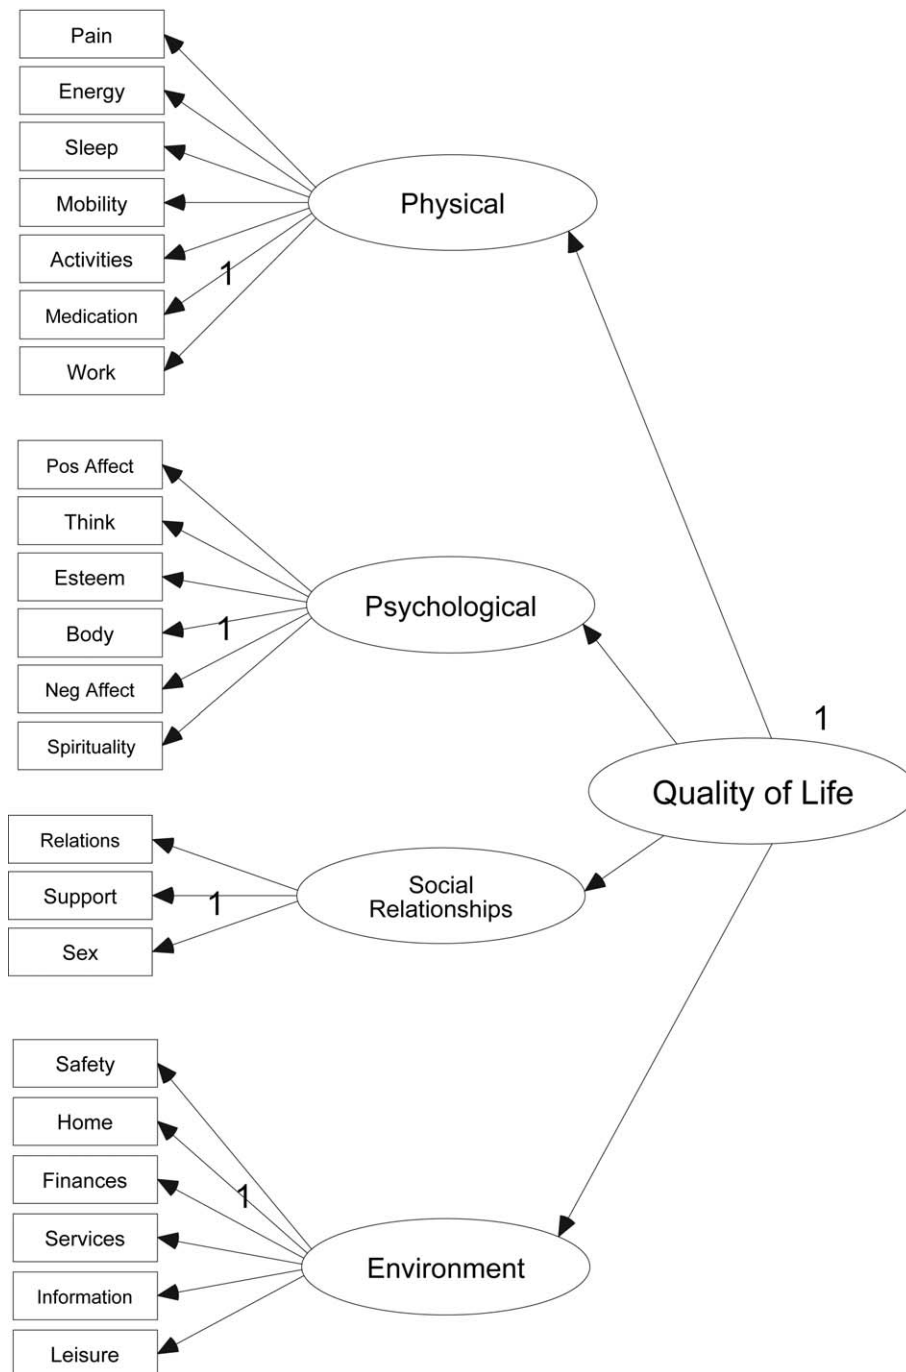 Pain
Energy
Sleep
Mobility
Activities
Medication
Work
1
Physical
Pos Affect
Think
Esteem
Body
Neg Affect
Spirituality
1
Psychological
1
Quality of Life
Relations
Support
Sex
1
Social
Relationships
Safety
Home
Finances
Services
Information
Leisure
1
Environment